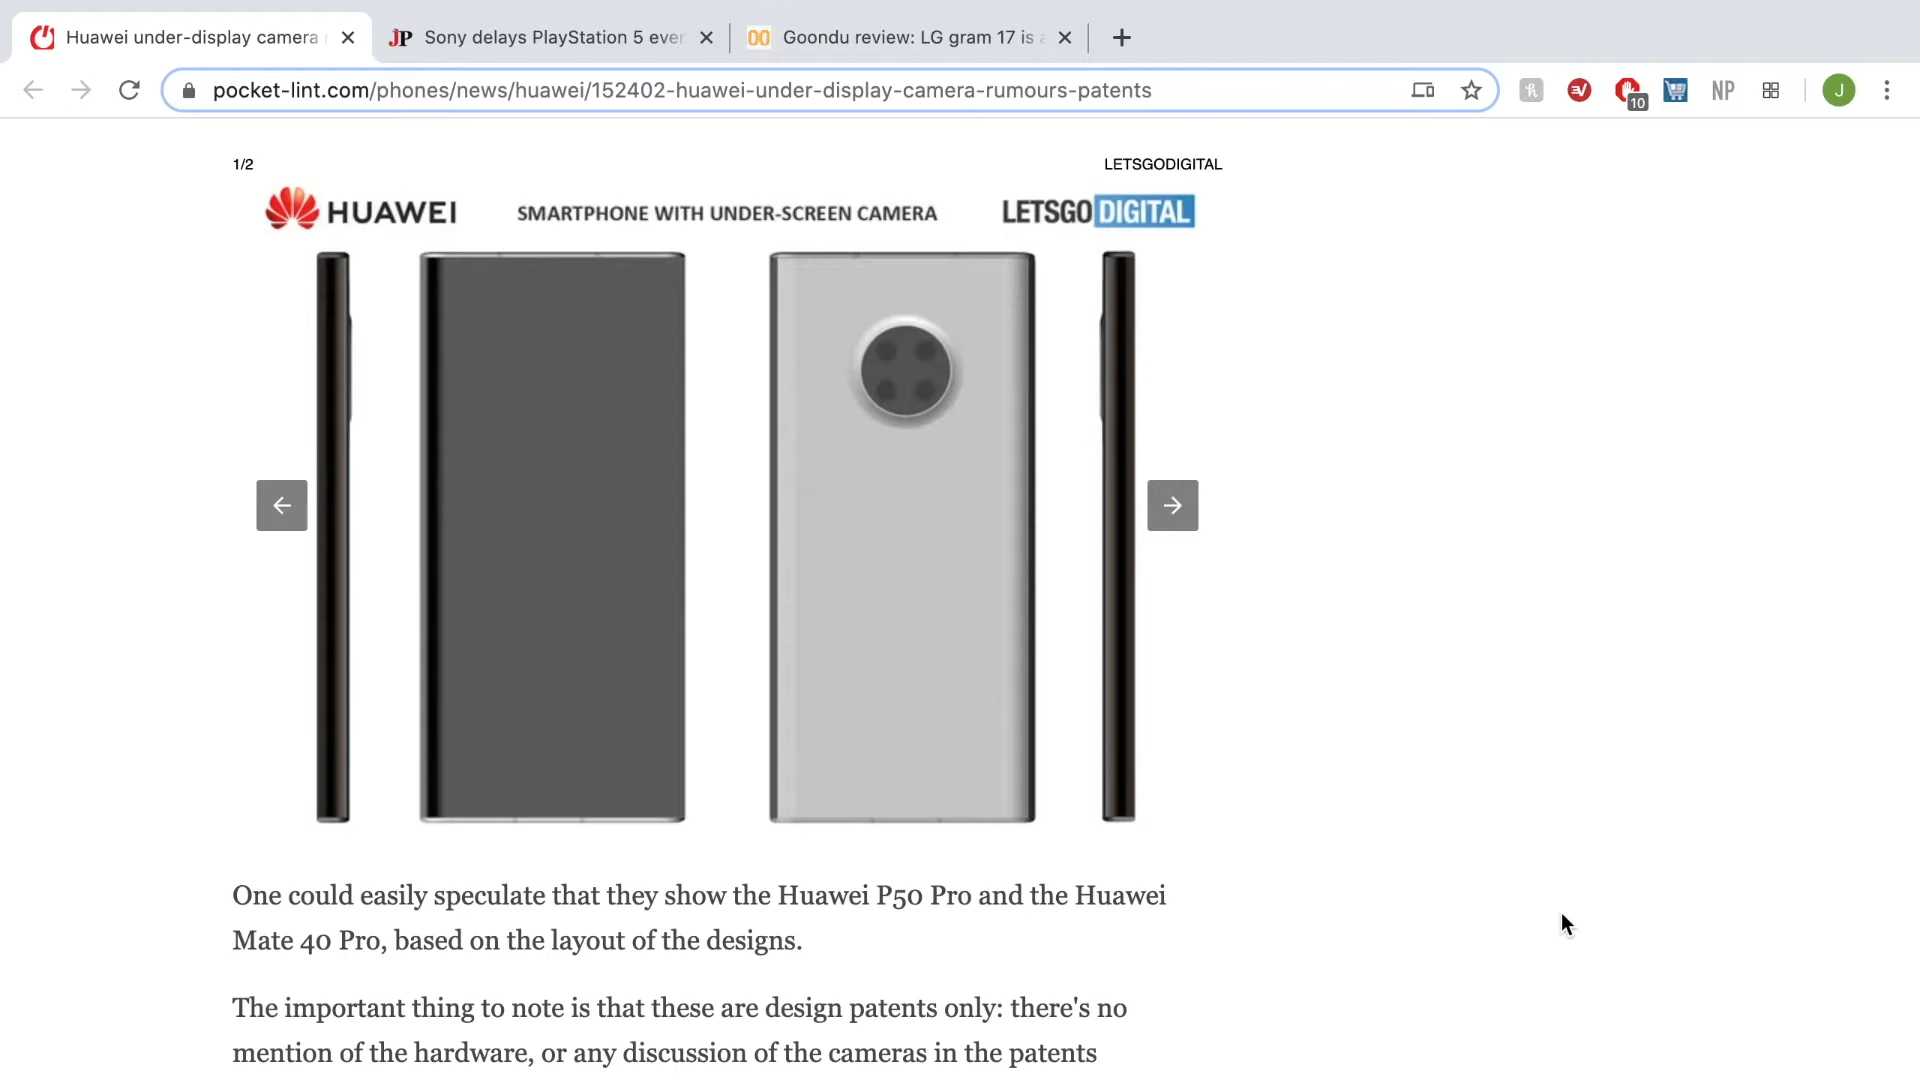 Huawei under-display camera
Sony delays PlayStation 5 ever
Goondu review: LG gram 17 is a
pocket-lint.com/phones/news/huawei/152402-huawei-under-display-camera-rumours-patents
10
NP
J
1/2
LETSGODIGITAL
HUAWEI
SMARTPHONE WITH UNDER-SCREEN CAMERA
LETSGODIGITAL
One could easily speculate that they show the Huawei P50 Pro and the Huawei
Mate 40 Pro, based on the layout of the designs.
The important thing to note is that these are design patents only: there's no
mention of the hardware, or any discussion of the cameras in the patents